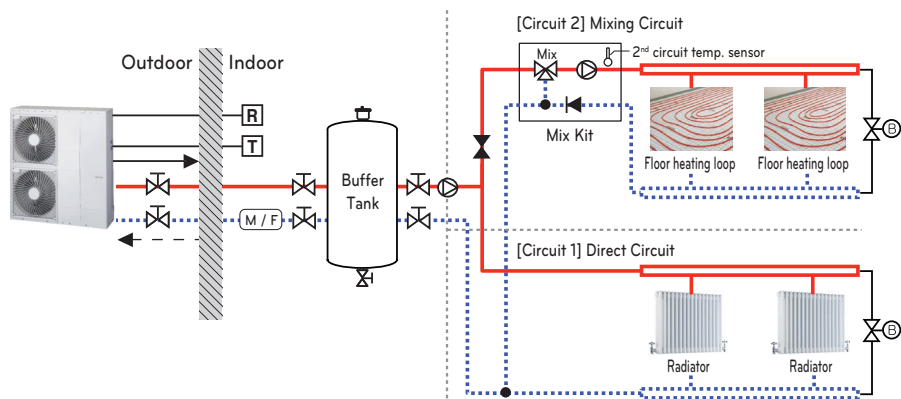 [Circuit 2] Mixing Circuit
Mix
2nd circuit temp. sensor
Outdoor
Indoor
R
T
Mix Kit
Floor heating loop
Floor heating loop
B
Buffer
Tank
M / F
[Circuit 1] Direct Circuit
B
Radiator
Radiator